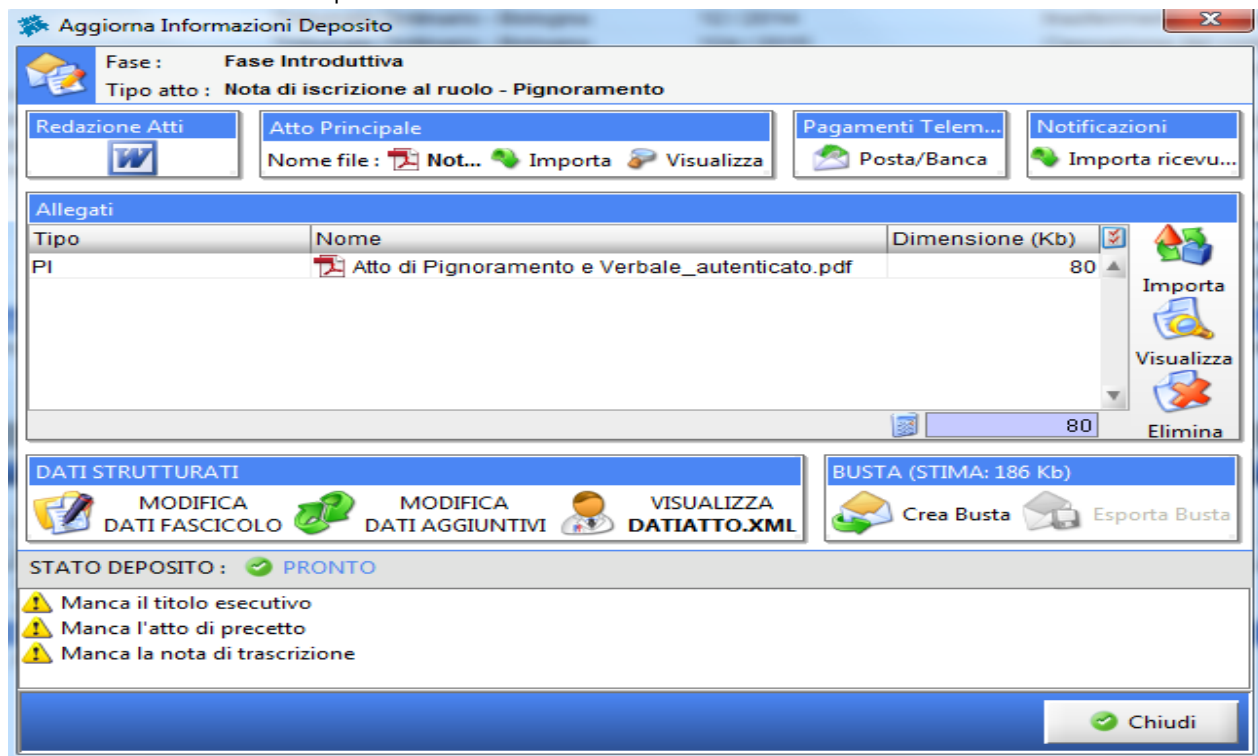 Aggiorna Informazioni Deposito
Fase : Fase Introduttiva
Tipo atto : Nota di iscrizione al ruolo - Pignoramento
Redazione Atti
Atto Principale
Nome file : Not... Importa Visualizza
Pagamenti Telem...
Posta/Banca
Notificazioni
Importa ricevu...
Allegati
Tipo Nome Dimensione (Kb)
PI Atto di Pignoramento e Verbale_autenticato.pdf 80
Importa
Visualizza
Elimina
80
DATI STRUTTURATI
MODIFICA
DATI FASCICOLO
MODIFICA
DATI AGGIUNTIVI
VISUALIZZA
DATIATTO.XML
BUSTA (STIMA: 186 Kb)
Crea Busta Esporta Busta
STATO DEPOSITO : PRONTO
Manca il titolo esecutivo
Manca l'atto di precetto
Manca la nota di trascrizione
Chiudi